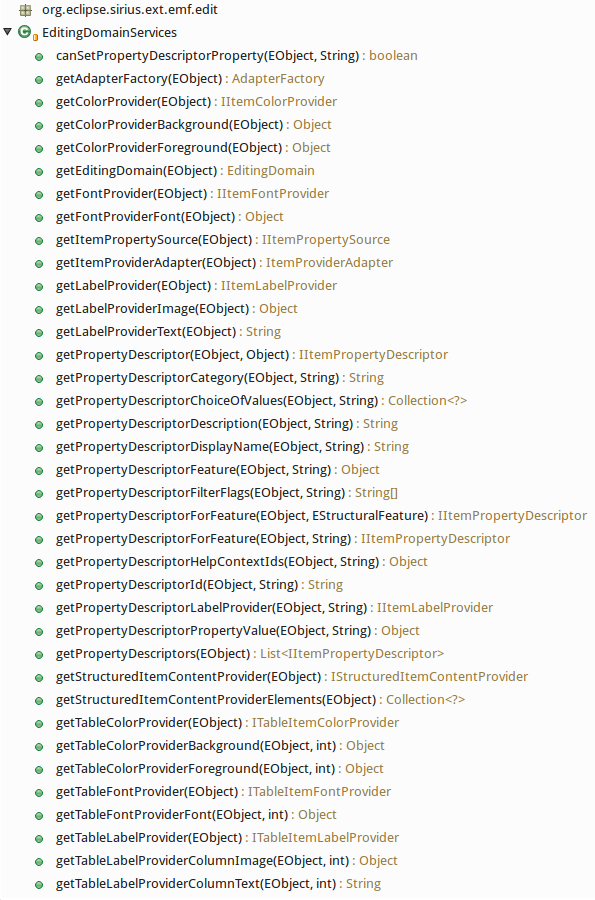 org.eclipse.sirius.ext.emf.edit
EditingDomainServices
canSetPropertyDescriptorProperty(EObject, String) : boolean
getAdapterFactory(EObject) : AdapterFactory
getColorProvider(EObject) : IItemColorProvider
getColorProviderBackground(EObject) : Object
getColorProviderForeground(EObject) : Object
getEditingDomain(EObject) : EditingDomain
getFontProvider(EObject) : IItemFontProvider
getFontProviderFont(EObject) : Object
getItemPropertySource(EObject) : IItemPropertySource
getItemProviderAdapter(EObject) : ItemProviderAdapter
getLabelProvider(EObject) : IItemLabelProvider
getLabelProviderImage(EObject) : Object
getLabelProviderText(EObject) : String
getPropertyDescriptor(EObject, Object) : IItemPropertyDescriptor
getPropertyDescriptorCategory(EObject, String) : String
getPropertyDescriptorChoiceOfValues(EObject, String) : Collection<?>
getPropertyDescriptorDescription(EObject, String) : String
getPropertyDescriptorDisplayName(EObject, String) : String
getPropertyDescriptorFeature(EObject, String) : Object
getPropertyDescriptorFilterFlags(EObject, String) : String[]
getPropertyDescriptorForFeature(EObject, EStructuralFeature) : IItemPropertyDescriptor
getPropertyDescriptorForFeature(EObject, String) : IItemPropertyDescriptor
getPropertyDescriptorHelpContextIds(EObject, String) : Object
getPropertyDescriptorId(EObject, String) : String
getPropertyDescriptorLabelProvider(EObject, String) : IItemLabelProvider
getPropertyDescriptorPropertyValue(EObject, String) : Object
getPropertyDescriptors(EObject) : List<IItemPropertyDescriptor>
getStructuredItemContentProvider(EObject) : IStructuredItemContentProvider
getStructuredItemContentProviderElements(EObject) : Collection<?>
getTableColorProvider(EObject) : ITableItemColorProvider
getTableColorProviderBackground(EObject, int) : Object
getTableColorProviderForeground(EObject, int) : Object
getTableFontProvider(EObject) : ITableItemFontProvider
getTableFontProviderFont(EObject, int) : Object
getTableLabelProvider(EObject) : ITableItemLabelProvider
getTableLabelProviderColumnImage(EObject, int) : Object
getTableLabelProviderColumnText(EObject, int) : String